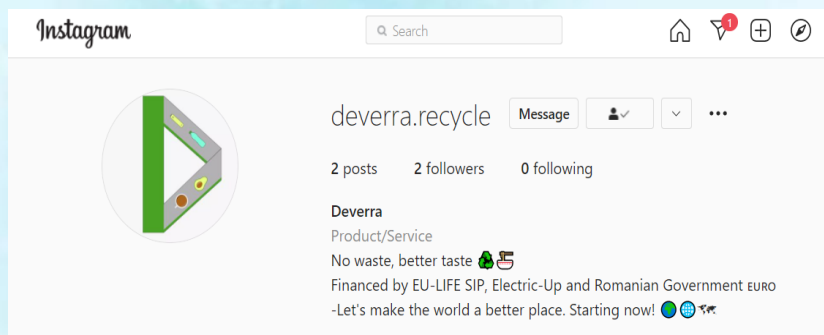 Instagram
Search
1
deverra.recycle Message
2 posts 2 followers 0 following
Deverra
Product/Service
No waste, better taste
Financed by EU-LIFE SIP, Electric-Up and Romanian Government EURO
-Let's make the world a better place. Starting now!